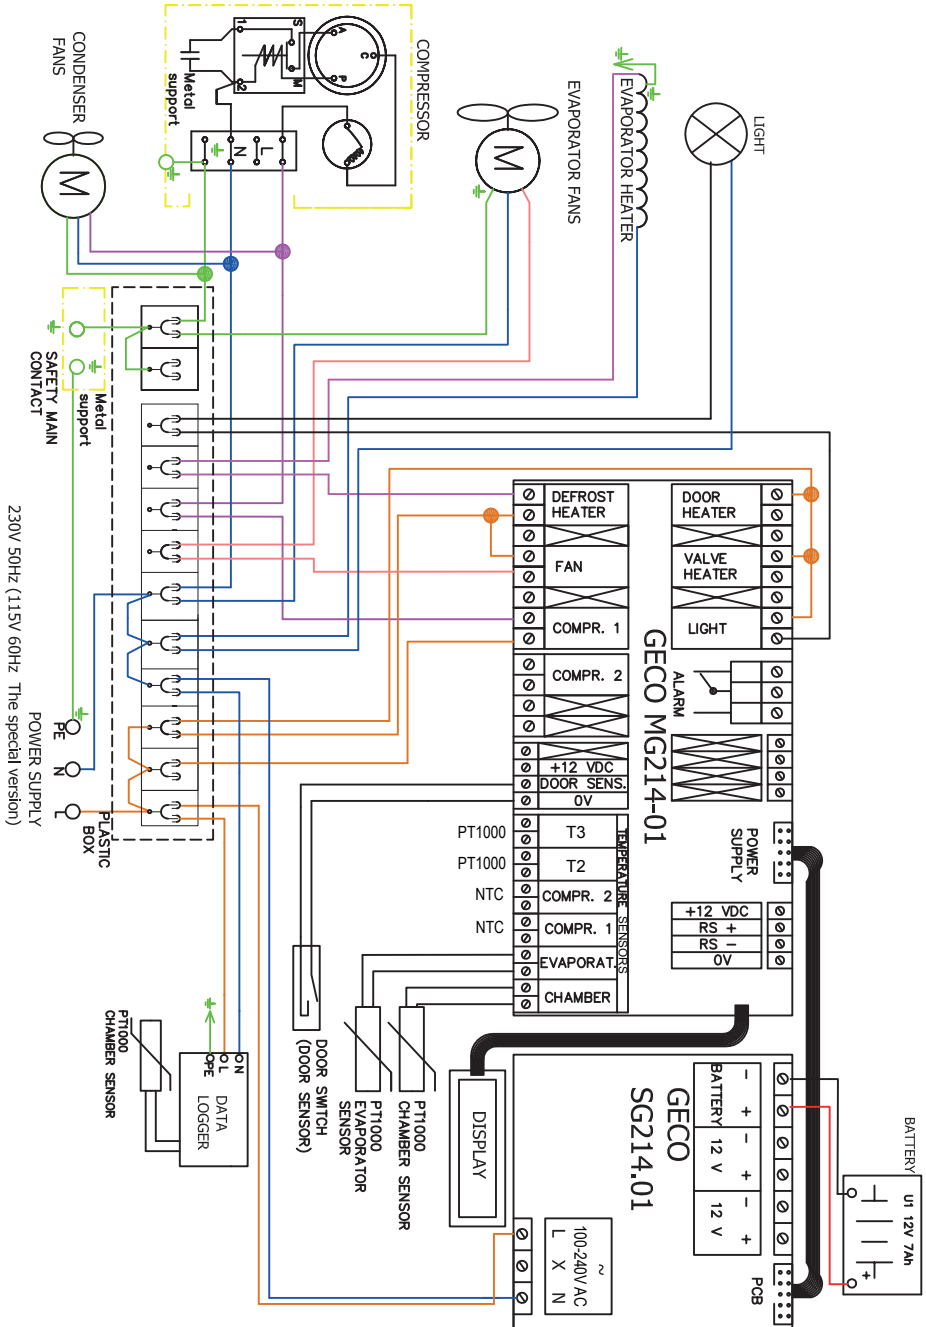 CONDENSER
FANS
M
COMPRESSOR
1
S
A
C
P
M
2
Metal
support
N
L
EVAPORATOR FANS
M
EVAPORATOR HEATER
LIGHT
SAFETY MAIN
CONTACT
Metal
support
230V 50Hz (115V 60Hz The special version)
POWER SUPPLY
PE
N
L
PLASTIC
BOX
GECO MG214-01
DEFROST
HEATER
FAN
COMPR. 1
COMPR. 2
+12 VDC
DOOR SENS.
0V
TEMPERATURE SENSORS
T3
T2
COMPR. 2
COMPR. 1
EVAPORAT.
CHAMBER
PT1000
PT1000
NTC
NTC
DOOR
HEATER
VALVE
HEATER
LIGHT
ALARM
POWER
SUPPLY
+12 VDC
RS +
RS -
0V
DOOR SWITCH
(DOOR SENSOR)
PT1000
EVAPORATOR
SENSOR
PT1000
CHAMBER SENSOR
PT1000
CHAMBER SENSOR
DATA
LOGGER
N
L
PE
DISPLAY
GECO
SG214.01
BATTERY
- +
12 V
- +
12 V
- +
PCB
~
100-240V AC
L X N
BATTERY
U1 12V 7Ah
+